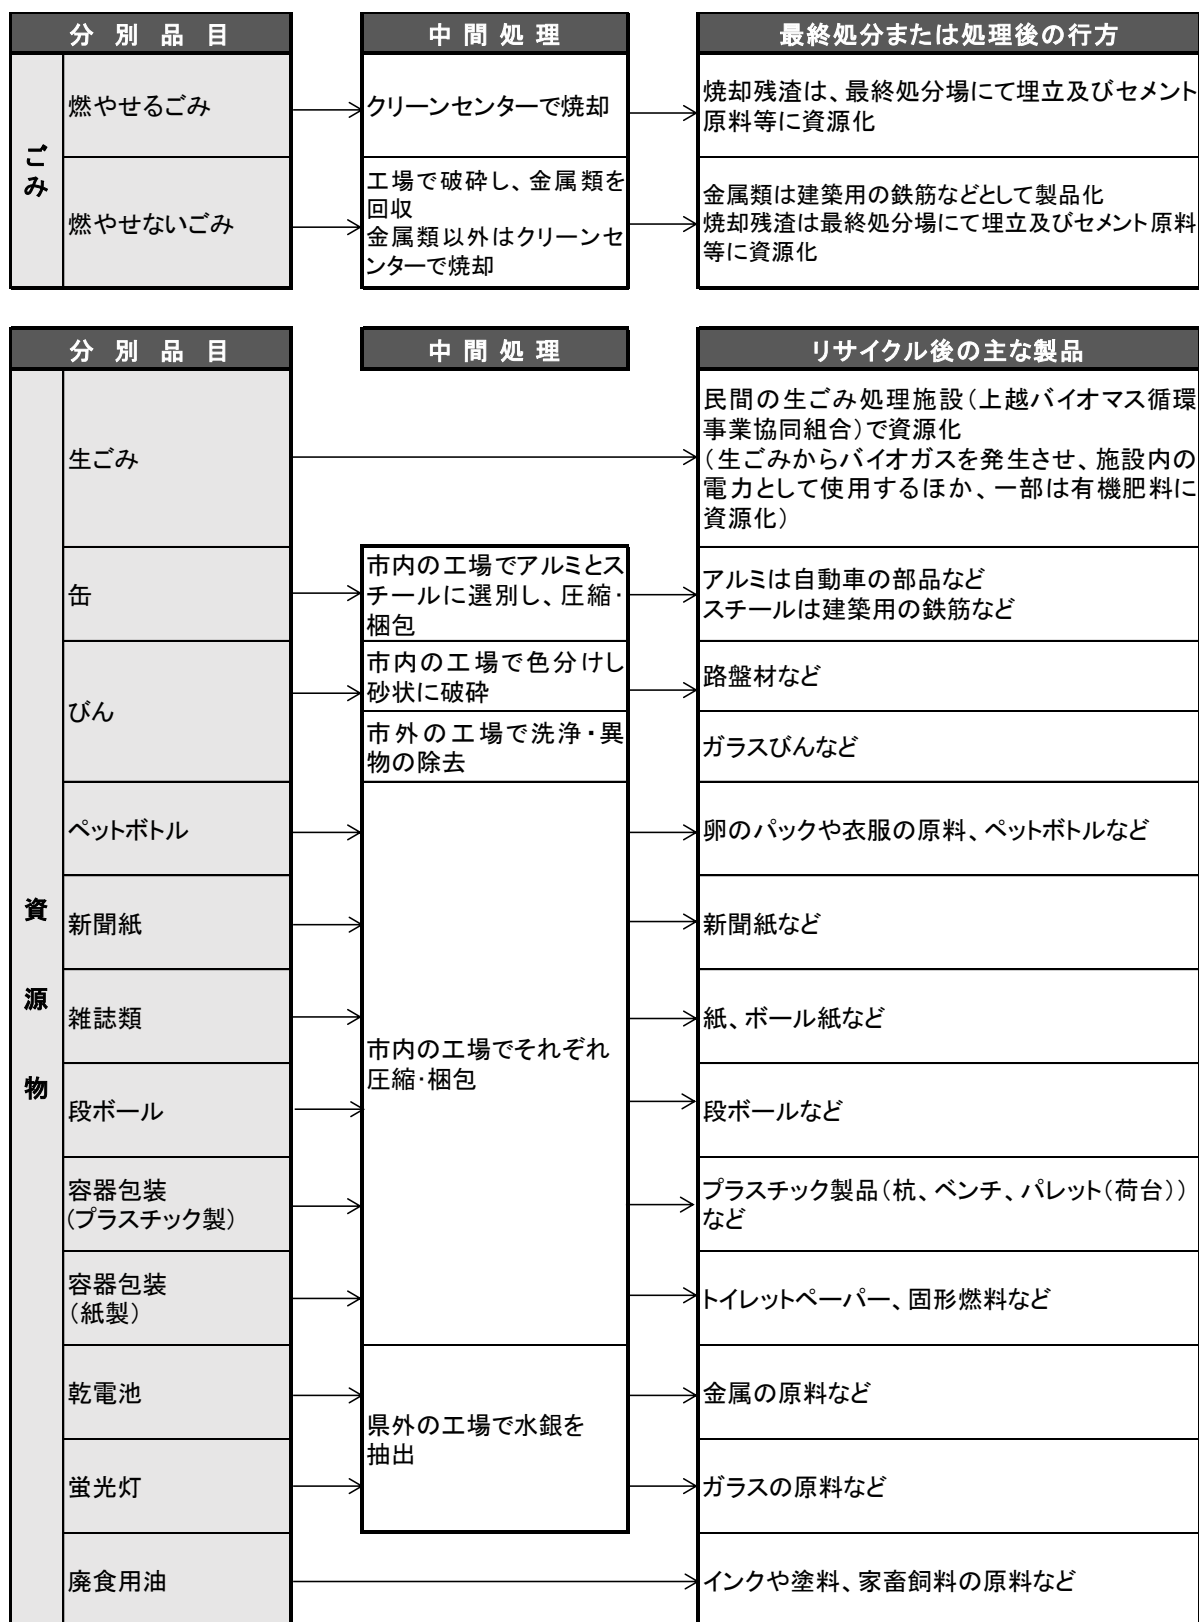 分別品目
中間処理
最終処分または処理後の行方
ごみ
燃やせるごみ
クリーンセンターで焼却
焼却残渣は、最終処分場にて埋立及びセメント
原料等に資源化
燃やせないごみ
工場で破砕し、金属類を
回収
金属類以外はクリーンセ
ンターで焼却
金属類は建築用の鉄筋などとして製品化
焼却残渣は最終処分場にて埋立及びセメント原料
等に資源化
分別品目
中間処理
リサイクル後の主な製品
資源物
生ごみ
民間の生ごみ処理施設（上越バイオマス循環
事業協同組合）で資源化
（生ごみからバイオガスを発生させ、施設内の
電力として使用するほか、一部は有機肥料に
資源化）
缶
市内の工場でアルミとス
チールに選別し、圧縮・
梱包
アルミは自動車の部品など
スチールは建築用の鉄筋など
びん
市内の工場で色分けし
砂状に破砕
路盤材など
市外の工場で洗浄・異
物の除去
ガラスびんなど
ペットボトル
市内の工場でそれぞれ
圧縮・梱包
卵のパックや衣服の原料、ペットボトルなど
新聞紙
新聞紙など
雑誌類
紙、ボール紙など
段ボール
段ボールなど
容器包装
（プラスチック製）
プラスチック製品（杭、ベンチ、パレット（荷台））
など
容器包装
（紙製）
トイレットペーパー、固形燃料など
乾電池
県外の工場で水銀を
抽出
金属の原料など
蛍光灯
ガラスの原料など
廃食用油
インクや塗料、家畜飼料の原料など